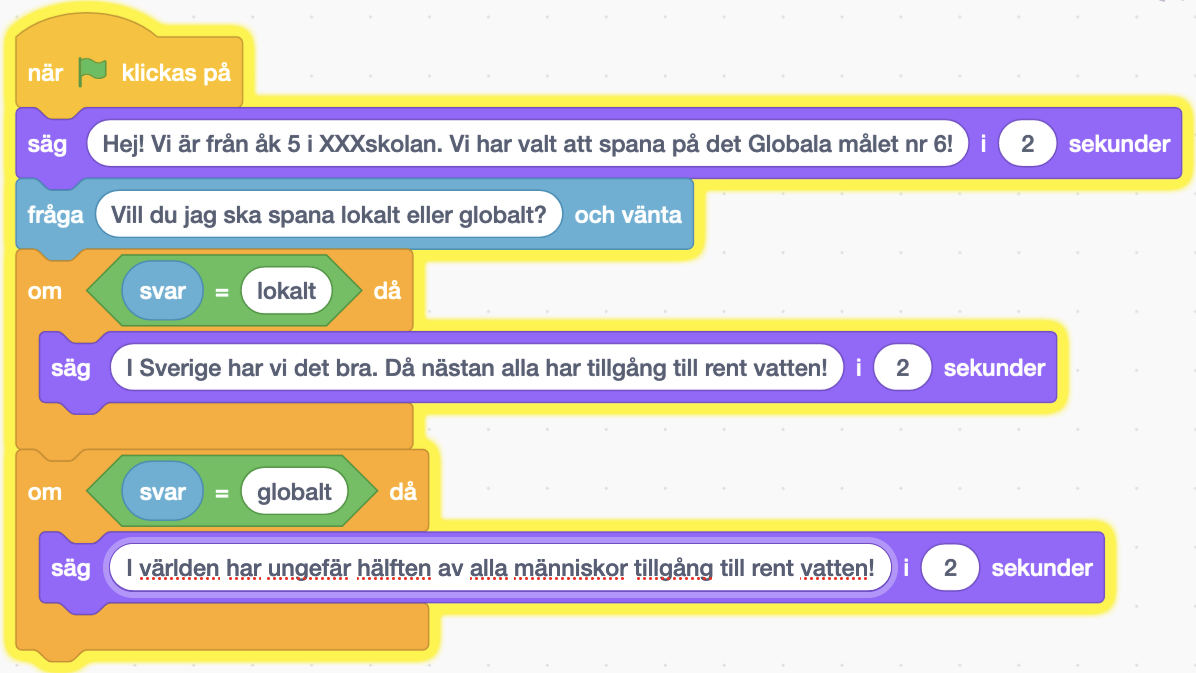 när klickas på
säg Hej! Vi är från åk 5 i XXXskolan. Vi har valt att spana på det Globala målet nr 6! i 2 sekunder
fråga Vill du jag ska spana lokalt eller globalt? och vänta
om svar = lokalt då
säg I Sverige har vi det bra. Då nästan alla har tillgång till rent vatten! i 2 sekunder
om svar = globalt då
säg I världen har ungefär hälften av alla människor tillgång till rent vatten! i 2 sekunder